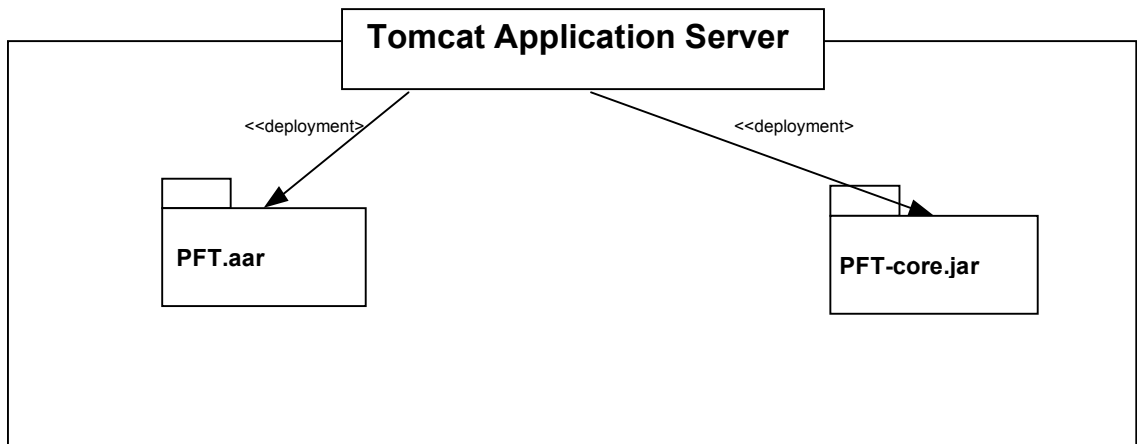 Tomcat Application Server
<<deployment>
<<deployment>
PFT.aar
PFT-core.jar